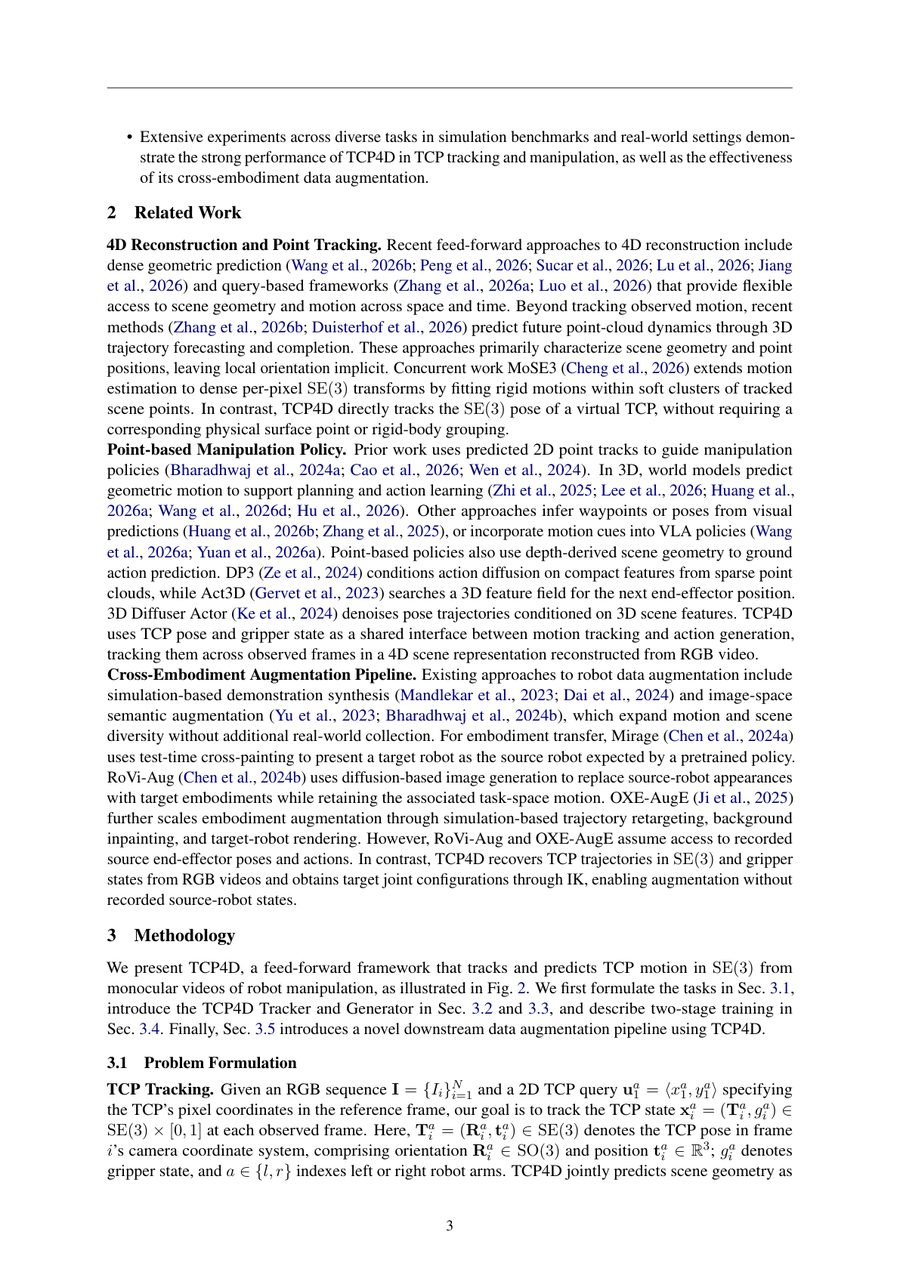 • Extensive experiments across diverse tasks in simulation benchmarks and real-world settings demon-
strate the strong performance of TCP4D in TCP tracking and manipulation, as well as the effectiveness
of its cross-embodiment data augmentation.
2 Related Work
4D Reconstruction and Point Tracking. Recent feed-forward approaches to 4D reconstruction include
dense geometric prediction (Wang et al., 2026b; Peng et al., 2026; Sucar et al., 2026; Lu et al., 2026; Jiang
et al., 2026) and query-based frameworks (Zhang et al., 2026a; Luo et al., 2026) that provide flexible
access to scene geometry and motion across space and time. Beyond tracking observed motion, recent
methods (Zhang et al., 2026b; Duisterhof et al., 2026) predict future point-cloud dynamics through 3D
trajectory forecasting and completion. These approaches primarily characterize scene geometry and point
positions, leaving local orientation implicit. Concurrent work MoSE3 (Cheng et al., 2026) extends motion
estimation to dense per-pixel SE(3) transforms by fitting rigid motions within soft clusters of tracked
scene points. In contrast, TCP4D directly tracks the SE(3) pose of a virtual TCP, without requiring a
corresponding physical surface point or rigid-body grouping.
Point-based Manipulation Policy. Prior work uses predicted 2D point tracks to guide manipulation
policies (Bharadhwaj et al., 2024a; Cao et al., 2026; Wen et al., 2024). In 3D, world models predict
geometric motion to support planning and action learning (Zhi et al., 2025; Lee et al., 2026; Huang et al.,
2026a; Wang et al., 2026d; Hu et al., 2026). Other approaches infer waypoints or poses from visual
predictions (Huang et al., 2026b; Zhang et al., 2025), or incorporate motion cues into VLA policies (Wang
et al., 2026a; Yuan et al., 2026a). Point-based policies also use depth-derived scene geometry to ground
action prediction. DP3 (Ze et al., 2024) conditions action diffusion on compact features from sparse point
clouds, while Act3D (Gervet et al., 2023) searches a 3D feature field for the next end-effector position.
3D Diffuser Actor (Ke et al., 2024) denoises pose trajectories conditioned on 3D scene features. TCP4D
uses TCP pose and gripper state as a shared interface between motion tracking and action generation,
tracking them across observed frames in a 4D scene representation reconstructed from RGB video.
Cross-Embodiment Augmentation Pipeline. Existing approaches to robot data augmentation include
simulation-based demonstration synthesis (Mandlekar et al., 2023; Dai et al., 2024) and image-space
semantic augmentation (Yu et al., 2023; Bharadhwaj et al., 2024b), which expand motion and scene
diversity without additional real-world collection. For embodiment transfer, Mirage (Chen et al., 2024a)
uses test-time cross-painting to present a target robot as the source robot expected by a pretrained policy.
RoVi-Aug (Chen et al., 2024b) uses diffusion-based image generation to replace source-robot appearances
with target embodiments while retaining the associated task-space motion. OXE-AugE (Ji et al., 2025)
further scales embodiment augmentation through simulation-based trajectory retargeting, background
inpainting, and target-robot rendering. However, RoVi-Aug and OXE-AugE assume access to recorded
source end-effector poses and actions. In contrast, TCP4D recovers TCP trajectories in SE(3) and gripper
states from RGB videos and obtains target joint configurations through IK, enabling augmentation without
recorded source-robot states.
3 Methodology
We present TCP4D, a feed-forward framework that tracks and predicts TCP motion in SE(3) from
monocular videos of robot manipulation, as illustrated in Fig. 2. We first formulate the tasks in Sec. 3.1,
introduce the TCP4D Tracker and Generator in Sec. 3.2 and 3.3, and describe two-stage training in
Sec. 3.4. Finally, Sec. 3.5 introduces a novel downstream data augmentation pipeline using TCP4D.
3.1 Problem Formulation
TCP Tracking. Given an RGB sequence I = {I_i}_{i=1}^N and a 2D TCP query u_1^a = ⟨x_1^a, y_1^a⟩ specifying
the TCP's pixel coordinates in the reference frame, our goal is to track the TCP state x_i^a = (T_i^a, g_i^a) ∈
SE(3) × [0, 1] at each observed frame. Here, T_i^a = (R_i^a, t_i^a) ∈ SE(3) denotes the TCP pose in frame
i's camera coordinate system, comprising orientation R_i^a ∈ SO(3) and position t_i^a ∈ ℝ^3; g_i^a denotes
gripper state, and a ∈ {l, r} indexes left or right robot arms. TCP4D jointly predicts scene geometry as
3